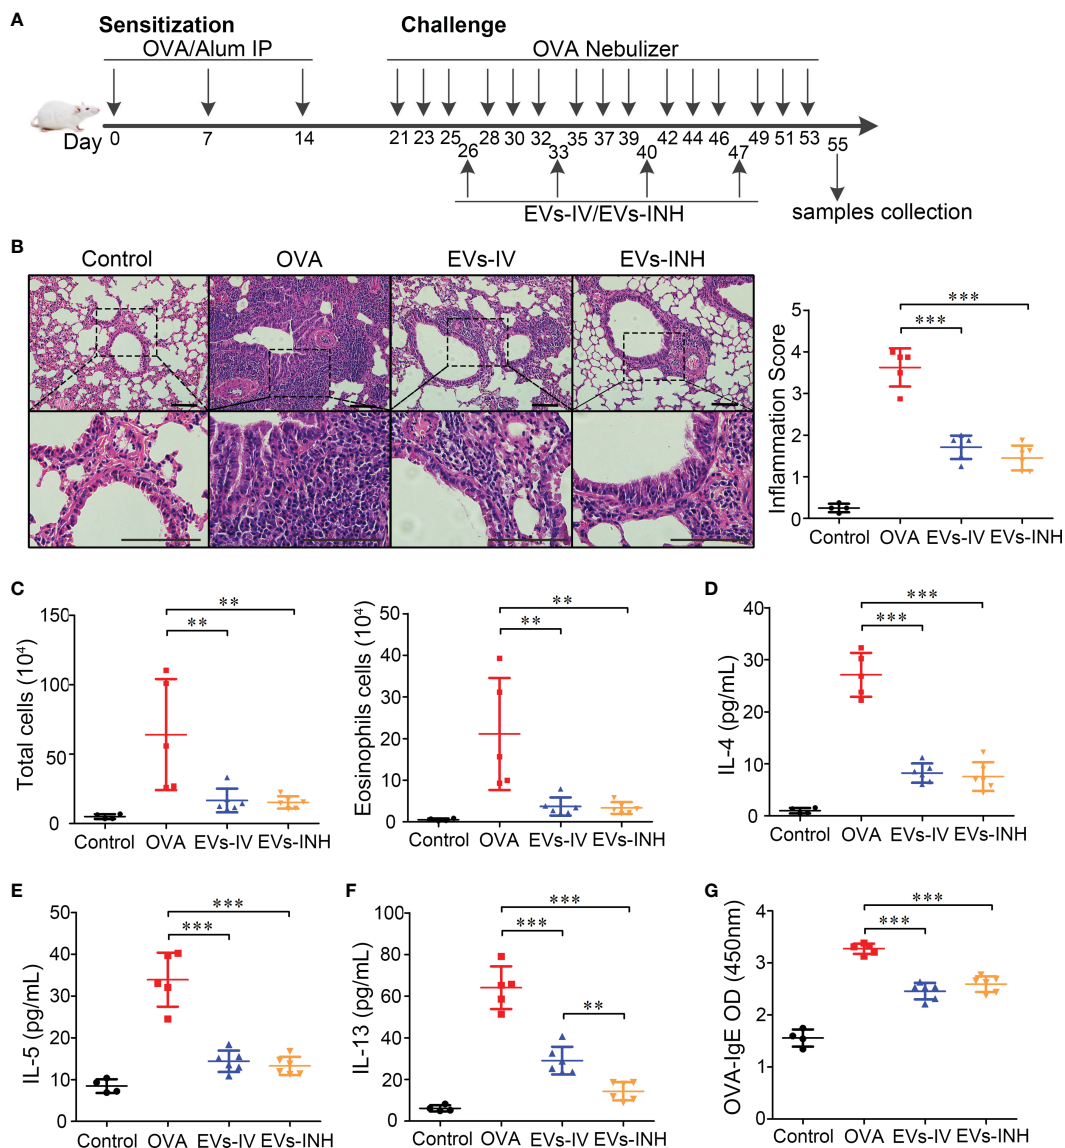 A
Sensitization
Challenge
OVA/Alum IP
OVA Nebulizer
Day 0 7 14 21 23 25 28 30 32 35 37 39 42 44 46 49 51 53 55
26 33 40 47
EVs-IV/EVs-INH
samples collection
B
Control OVA EVs-IV EVs-INH
Inflammation Score
5
4
3
2
1
0
***
***
Control OVA EVs-IV EVs-INH
C
Total cells (10⁴)
150
100
50
0
**
**
Control OVA EVs-IV EVs-INH
Eosinophils cells (10⁴)
50
40
30
20
10
0
**
**
Control OVA EVs-IV EVs-INH
D
IL-4 (pg/mL)
40
30
20
10
0
***
***
Control OVA EVs-IV EVs-INH
E
IL-5 (pg/mL)
50
40
30
20
10
0
***
***
Control OVA EVs-IV EVs-INH
F
IL-13 (pg/mL)
100
80
60
40
20
0
***
***
**
Control OVA EVs-IV EVs-INH
G
OVA-IgE OD (450nm)
4
3
2
1
0
***
***
Control OVA EVs-IV EVs-INH